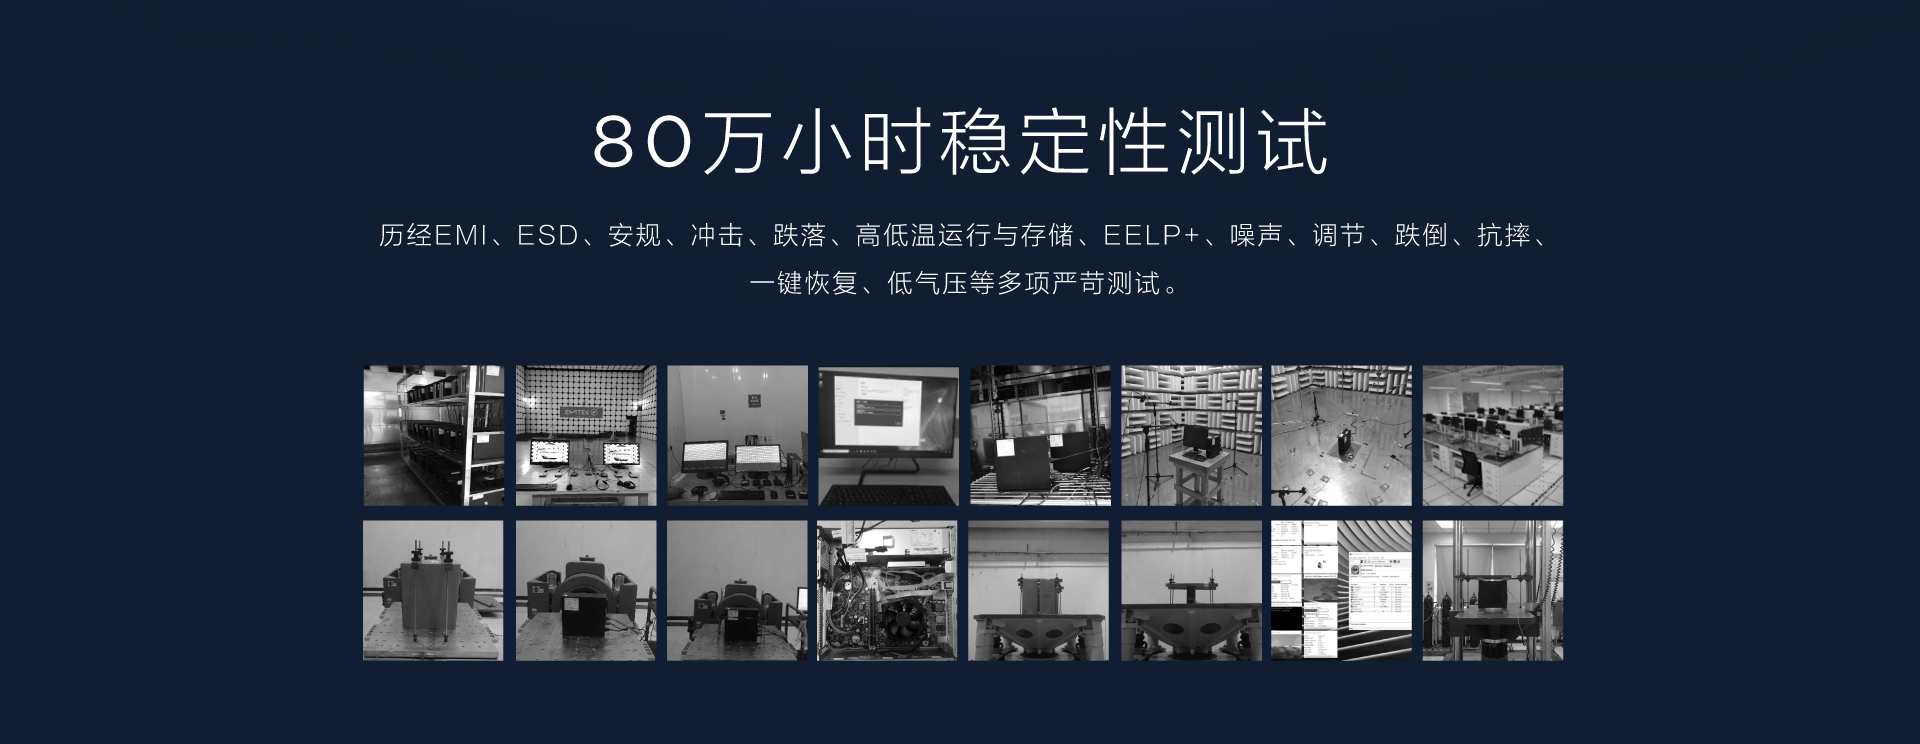 80万小时稳定性测试
历经EMI、ESD、安规、冲击、跌落、高低温运行与存储、EELP+、噪声、调节、跌倒、抗摔、
一键恢复、低气压等多项严苛测试。
EMTEK